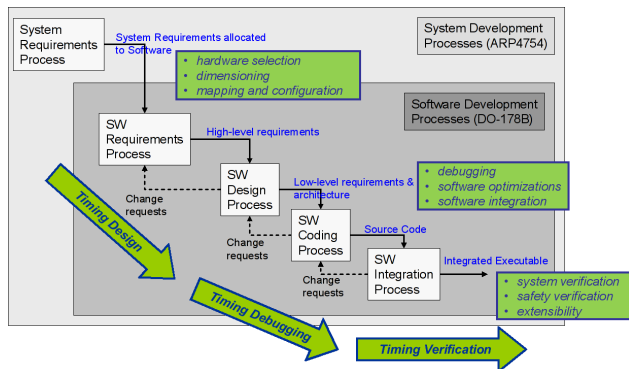 System
Requirements
Process
System Requirements allocated
to Software
System Development
Processes (ARP4754)
• hardware selection
• dimensioning
• mapping and configuration
Software Development
Processes (DO-178B)
SW
Requirements
Process
High-level requirements
SW
Design
Process
Change
requests
Low-level requirements &
architecture
• debugging
• software optimizations
• software integration
SW
Coding
Process
Change
requests
Source Code
SW
Integration
Process
Change
requests
Integrated Executable
• system verification
• safety verification
• extensibility
Timing Design
Timing Debugging
Timing Verification